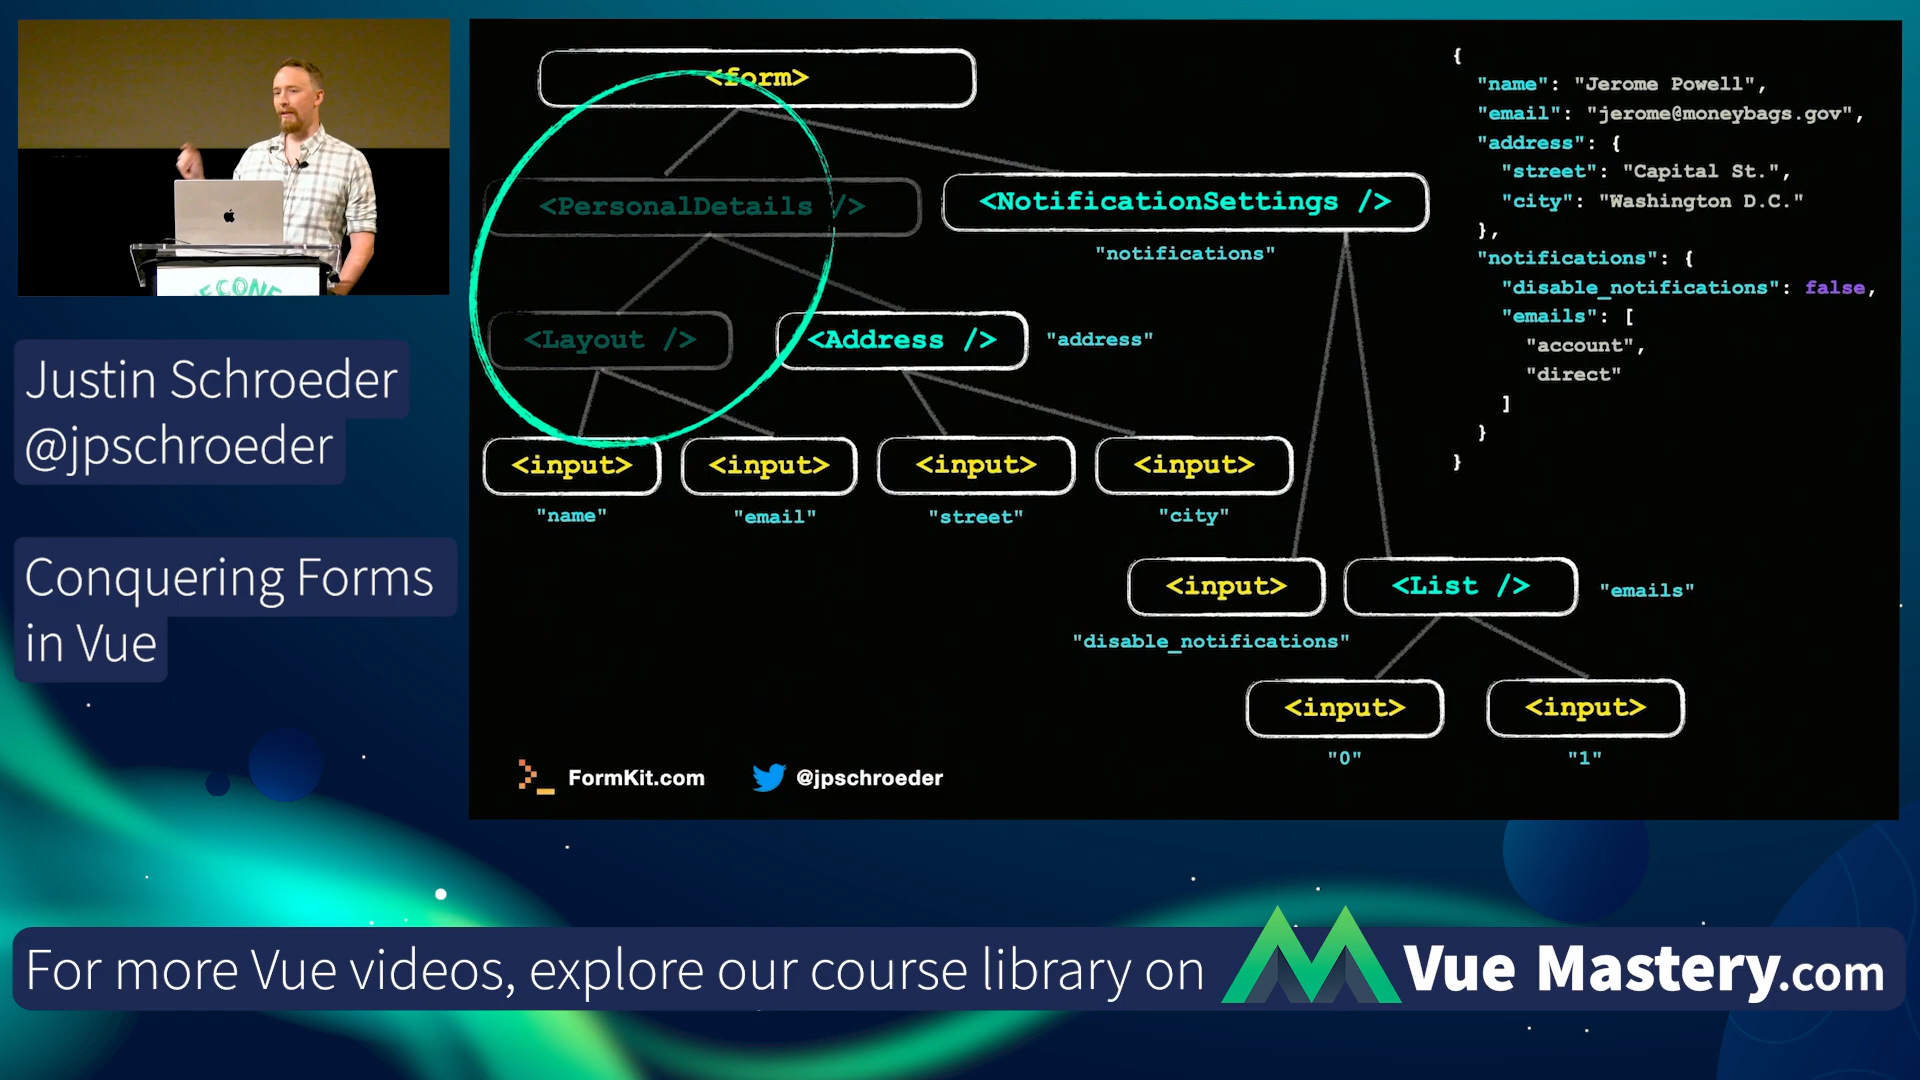 ECONF
Justin Schroeder
@jpschroeder
Conquering Forms
in Vue
<form>
<PersonalDetails />
<NotificationSettings />
"notifications"
<Layout />
<Address />
"address"
<input>
<input>
<input>
<input>
"name"
"email"
"street"
"city"
<input>
<List />
"emails"
"disable_notifications"
<input>
<input>
"0"
"1"
{
"name": "Jerome Powell",
"email": "jerome@moneybags.gov",
"address": {
"street": "Capital St.",
"city": "Washington D.C."
},
"notifications": {
"disable_notifications": false,
"emails": [
"account",
"direct"
]
}
}
FormKit.com
@jpschroeder
For more Vue videos, explore our course library on
Vue Mastery.com